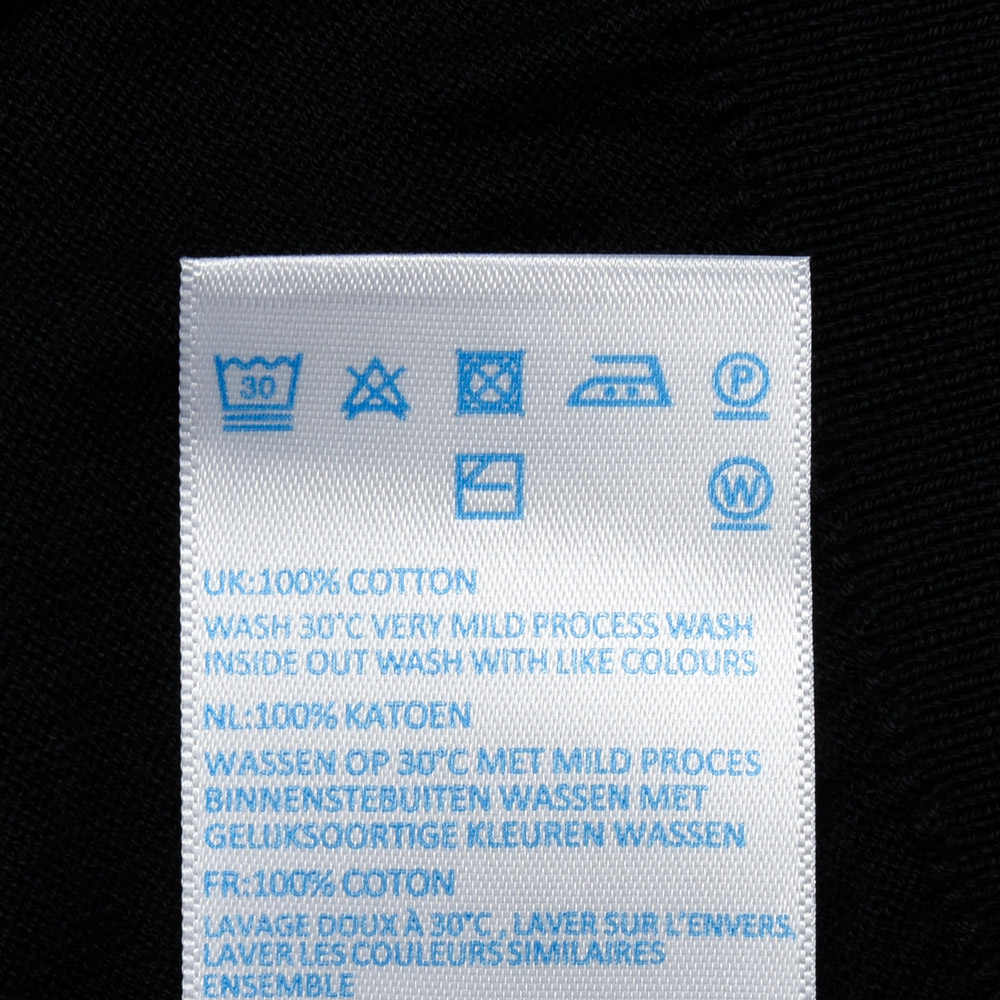 30
P
W
UK:100% COTTON
WASH 30°C VERY MILD PROCESS WASH
INSIDE OUT WASH WITH LIKE COLOURS
NL:100% KATOEN
WASSEN OP 30°C MET MILD PROCES
BINNENSTEBUITEN WASSEN MET
GELIJKSOORTIGE KLEUREN WASSEN
FR:100% COTON
LAVAGE DOUX À 30°C, LAVER SUR L'ENVERS.
LAVER LES COULEURS SIMILAIRES
ENSEMBLE